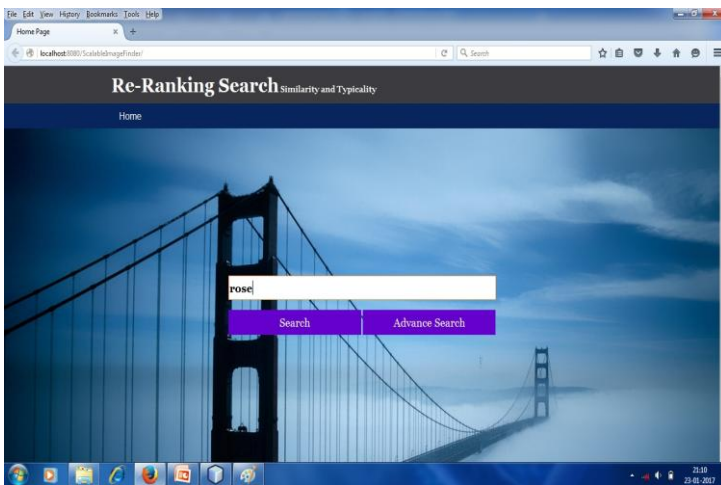 File Edit View History Bookmarks Tools Help
Home Page × +
localhost:8080/ScalableImageFinder/
Search
Re-Ranking Search Similarity and Typicality
Home
rose
Search Advance Search
21:10
23-01-2017